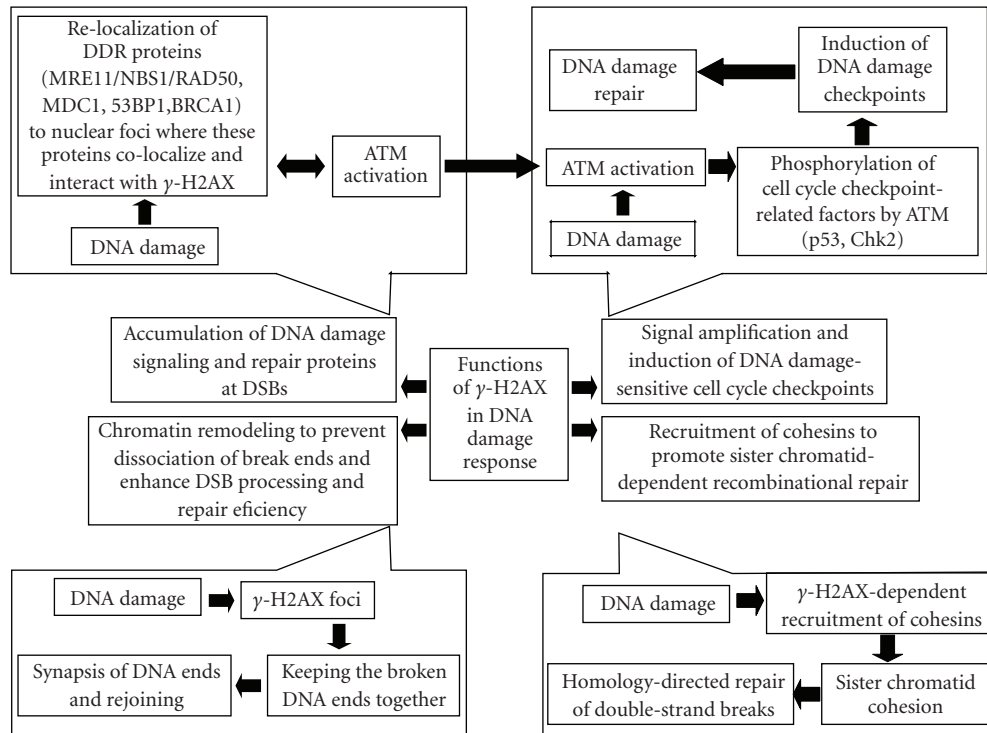 Re-localization of
DDR proteins
(MRE11/NBS1/RAD50,
MDC1, 53BP1,BRCA1)
to nuclear foci where these
proteins co-localize and
interact with γ-H2AX
ATM
activation
DNA damage
DNA damage
repair
Induction of
DNA damage
checkpoints
ATM activation
Phosphorylation of
cell cycle checkpoint-
related factors by ATM
(p53, Chk2)
DNA damage
Accumulation of DNA damage
signaling and repair proteins
at DSBs
Functions
of γ-H2AX
in DNA
damage
response
Signal amplification and
induction of DNA damage-
sensitive cell cycle checkpoints
Chromatin remodeling to prevent
dissociation of break ends and
enhance DSB processing and
repair eficiency
Recruitment of cohesins to
promote sister chromatid-
dependent recombinational repair
DNA damage
γ-H2AX foci
Synapsis of DNA ends
and rejoining
Keeping the broken
DNA ends together
DNA damage
γ-H2AX-dependent
recruitment of cohesins
Homology-directed repair
of double-strand breaks
Sister chromatid
cohesion